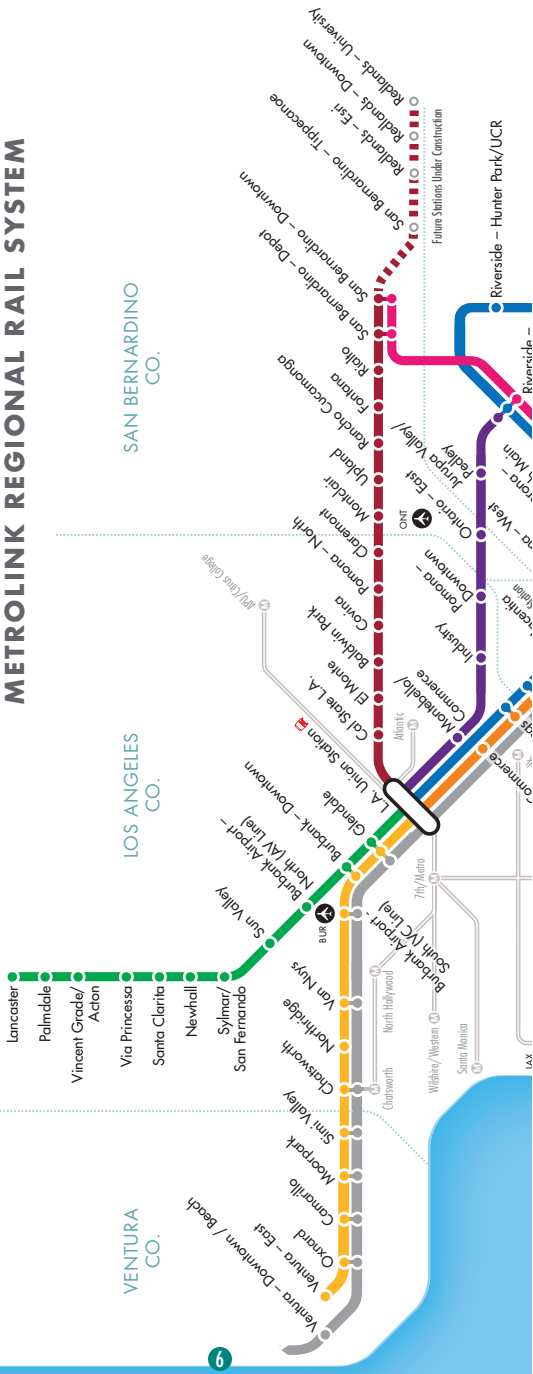 METROLINK REGIONAL RAIL SYSTEM
VENTURA
CO.
LOS ANGELES
CO.
SAN BERNARDINO
CO.
Lancaster
Palmdale
Vincent Grade/
Acton
Via Princessa
Santa Clarita
Newhall
Sylmar/
San Fernando
Sun Valley
Burbank Airport –
North (AV Line)
Burbank – Downtown
Glendale
L.A. Union Station
Cal State L.A.
El Monte
Baldwin Park
Covina
Pomona – North
Claremont
Montclair
Upland
Rancho Cucamonga
Fontana
Rialto
San Bernardino – Depot
San Bernardino – Downtown
San Bernardino – Tippecanoe
Redlands – Esri
Redlands – Downtown
Redlands – University
Future Stations Under Construction
APU/Citrus College
M
Atlantic
M
ONT
BUR
Ventura – Downtown / Beach
Ventura – East
Oxnard
Camarillo
Moorpark
Simi Valley
Chatsworth
Northridge
Van Nuys
Burbank Airport –
South (VC Line)
Chatsworth
M
North Hollywood
M
Wilshire/Western
M
Santa Monica
M
7th/Metro
M
M
Montebello/
Commerce
Industry
Pomona –
Downtown
Ontario – East
Jurupa Valley/
Pedley
Riverside – Hunter Park/UCR
Riverside –
Commerce
Main
– West
Station
6